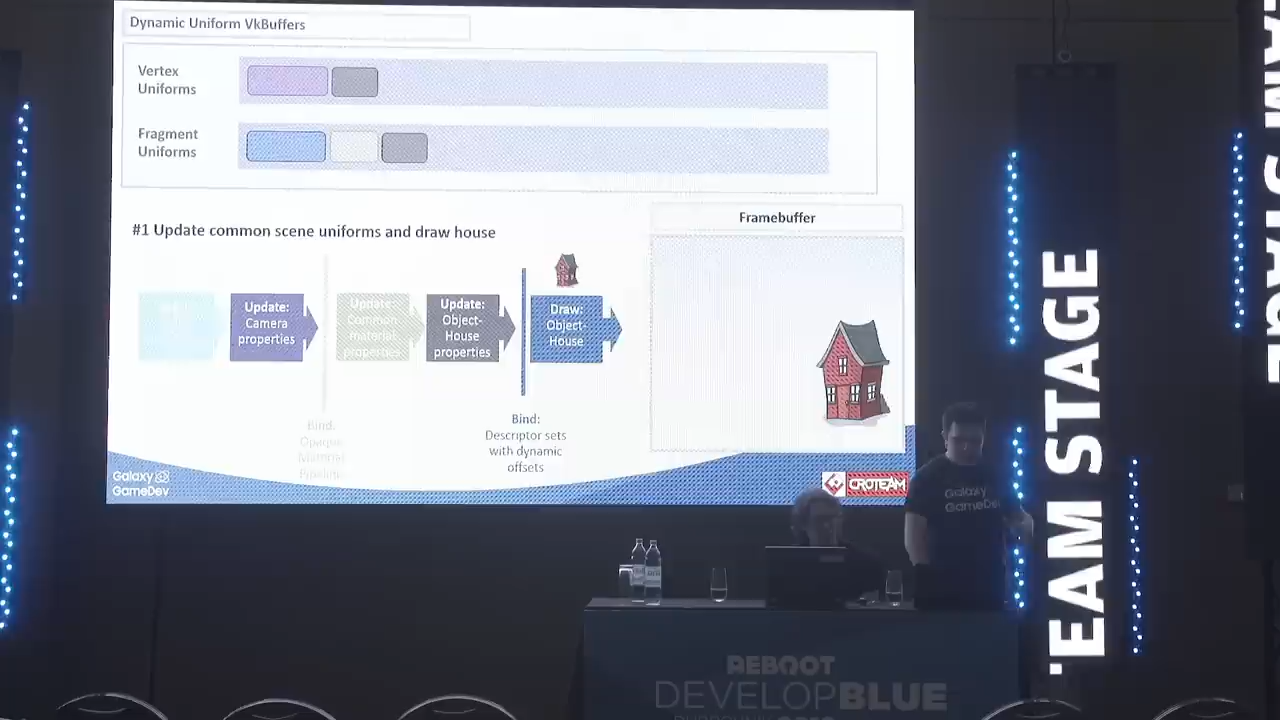 Dynamic Uniform VkBuffers
Vertex
Uniforms
Fragment
Uniforms
#1 Update common scene uniforms and draw house
Framebuffer
Update:
Camera
properties
Update:
Common
material
properties
Update:
Object-
House
properties
Draw:
Object-
House
Bind:
Opaque
Material
Bind:
Descriptor sets
with dynamic
offsets
Galaxy
GameDev
CROTEAM
Galaxy
GameDev
EAM STAGE
REBOOT
DEVELOPBLUE